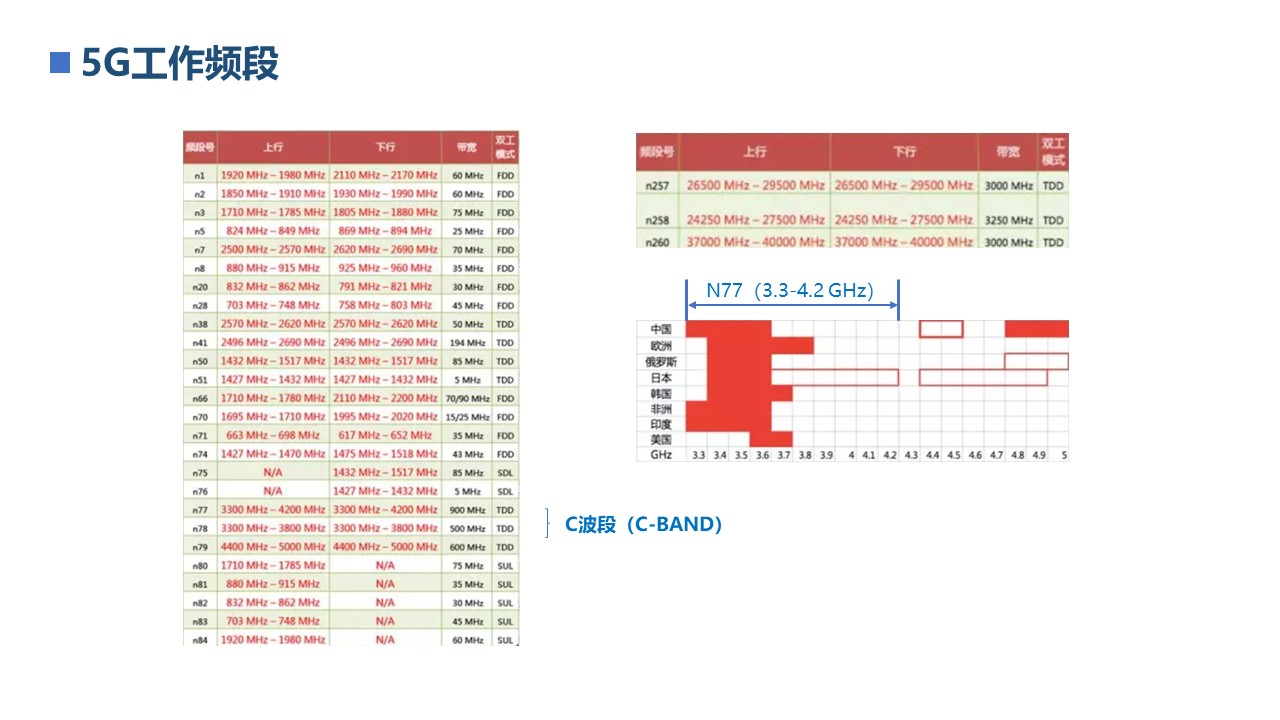 5G工作频段
频段号 上行 下行 带宽 双工模式
n1 1920 MHz – 1980 MHz 2110 MHz – 2170 MHz 60 MHz FDD
n2 1850 MHz – 1910 MHz 1930 MHz – 1990 MHz 60 MHz FDD
n3 1710 MHz – 1785 MHz 1805 MHz – 1880 MHz 75 MHz FDD
n5 824 MHz – 849 MHz 869 MHz – 894 MHz 25 MHz FDD
n7 2500 MHz – 2570 MHz 2620 MHz – 2690 MHz 70 MHz FDD
n8 880 MHz – 915 MHz 925 MHz – 960 MHz 35 MHz FDD
n20 832 MHz – 862 MHz 791 MHz – 821 MHz 30 MHz FDD
n28 703 MHz – 748 MHz 758 MHz – 803 MHz 45 MHz FDD
n38 2570 MHz – 2620 MHz 2570 MHz – 2620 MHz 50 MHz TDD
n41 2496 MHz – 2690 MHz 2496 MHz – 2690 MHz 194 MHz TDD
n50 1432 MHz – 1517 MHz 1432 MHz – 1517 MHz 85 MHz TDD
n51 1427 MHz – 1432 MHz 1427 MHz – 1432 MHz 5 MHz TDD
n66 1710 MHz – 1780 MHz 2110 MHz – 2200 MHz 70/90 MHz FDD
n70 1695 MHz – 1710 MHz 1995 MHz – 2020 MHz 15/25 MHz FDD
n71 663 MHz – 698 MHz 617 MHz – 652 MHz 35 MHz FDD
n74 1427 MHz – 1470 MHz 1475 MHz – 1518 MHz 43 MHz FDD
n75 N/A 1432 MHz – 1517 MHz 85 MHz SDL
n76 N/A 1427 MHz – 1432 MHz 5 MHz SDL
n77 3300 MHz – 4200 MHz 3300 MHz – 4200 MHz 900 MHz TDD
n78 3300 MHz – 3800 MHz 3300 MHz – 3800 MHz 500 MHz TDD
n79 4400 MHz – 5000 MHz 4400 MHz – 5000 MHz 600 MHz TDD
n80 1710 MHz – 1785 MHz N/A 75 MHz SUL
n81 880 MHz – 915 MHz N/A 35 MHz SUL
n82 832 MHz – 862 MHz N/A 30 MHz SUL
n83 703 MHz – 748 MHz N/A 45 MHz SUL
n84 1920 MHz – 1980 MHz N/A 60 MHz SUL
频段号 上行 下行 带宽 双工模式
n257 26500 MHz – 29500 MHz 26500 MHz – 29500 MHz 3000 MHz TDD
n258 24250 MHz – 27500 MHz 24250 MHz – 27500 MHz 3250 MHz TDD
n260 37000 MHz – 40000 MHz 37000 MHz – 40000 MHz 3000 MHz TDD
N77（3.3-4.2 GHz）
中国
欧洲
俄罗斯
日本
韩国
非洲
印度
美国
GHz 3.3 3.4 3.5 3.6 3.7 3.8 3.9 4 4.1 4.2 4.3 4.4 4.5 4.6 4.7 4.8 4.9 5
C波段（C-BAND）